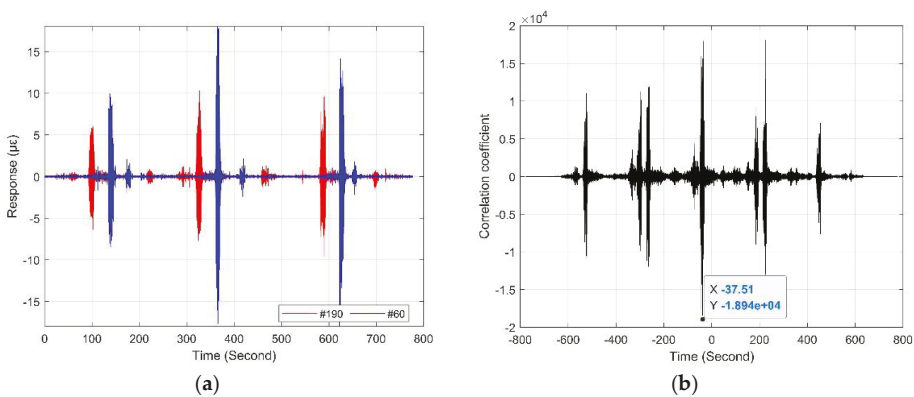 15
10
5
0
-5
-10
-15
Response (με)
0 100 200 300 400 500 600 700 800
Time (Second)
#190 #60
(a)
×10⁴
2
1.5
1
0.5
0
-0.5
-1
-1.5
-2
Correlation coefficient
X -37.51
Y -1.894e+04
-800 -600 -400 -200 0 200 400 600 800
Time (Second)
(b)